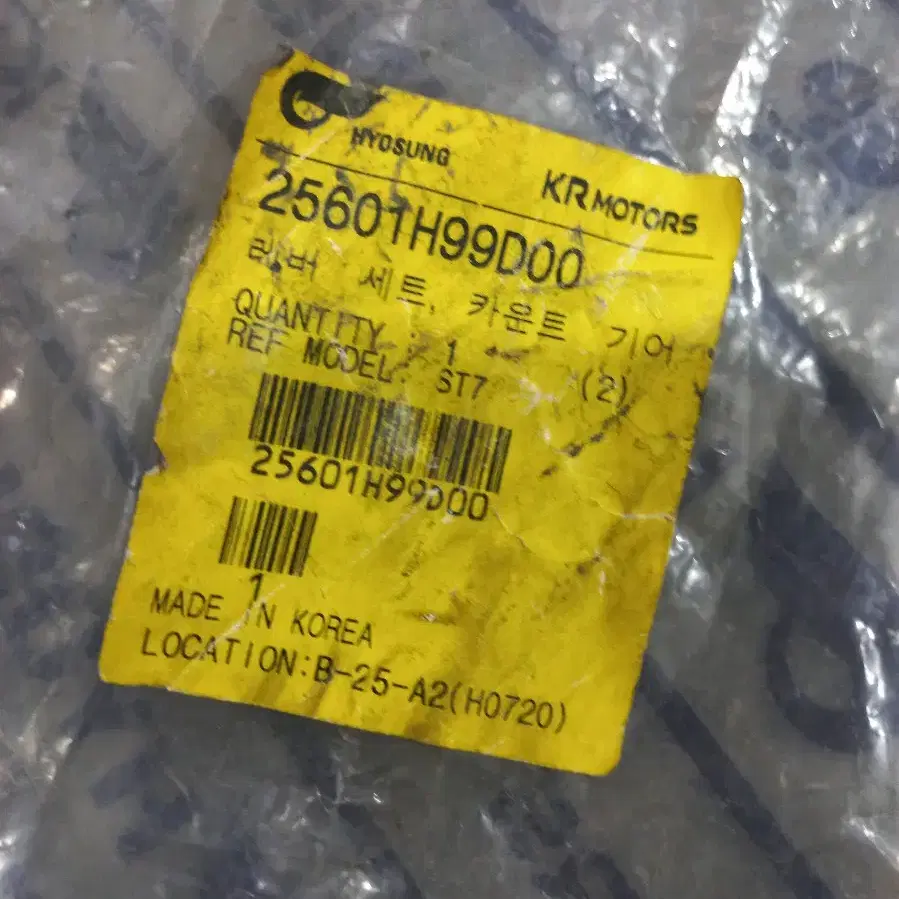 HYOSUNG
KR MOTORS
25601H99D00
레버 세트, 카운트 기어
QUANTITY : 1
REF MODEL: ST7 (2)
25601H99D00
1
MADE IN KOREA
LOCATION:B-25-A2(H0720)